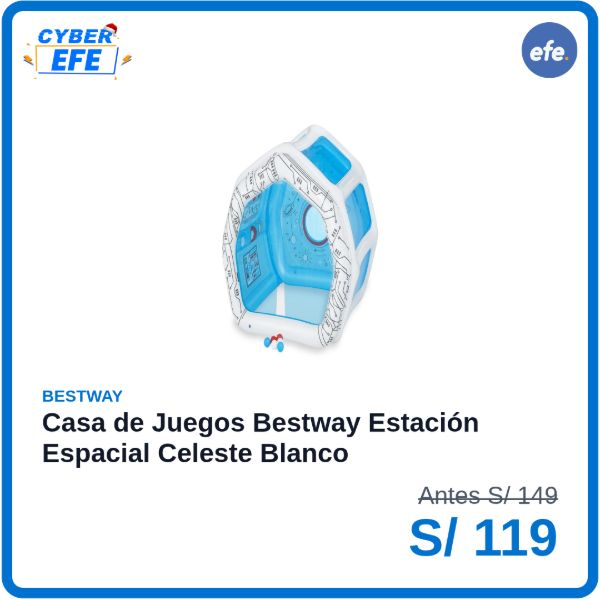 CYBER
EFE
efe.
BESTWAY
Casa de Juegos Bestway Estación
Espacial Celeste Blanco
Antes S/ 149
S/ 119